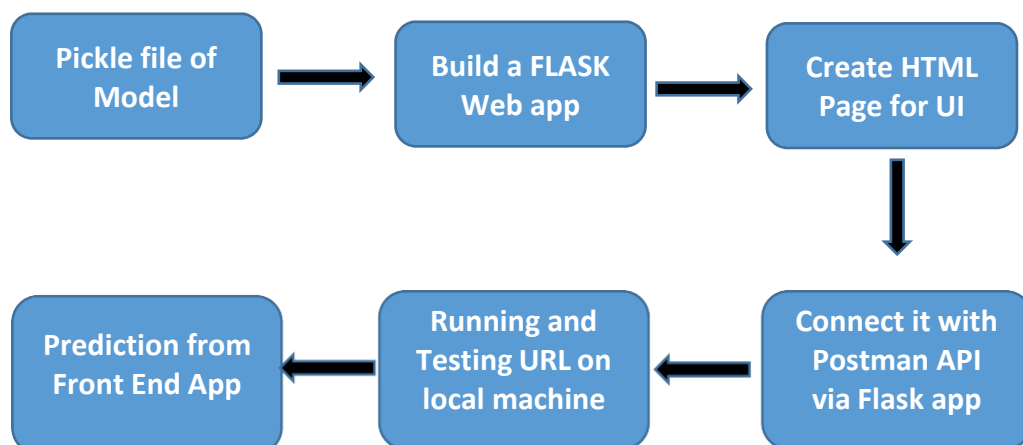 Pickle file of
Model
Build a FLASK
Web app
Create HTML
Page for UI
Connect it with
Postman API
via Flask app
Running and
Testing URL on
local machine
Prediction from
Front End App